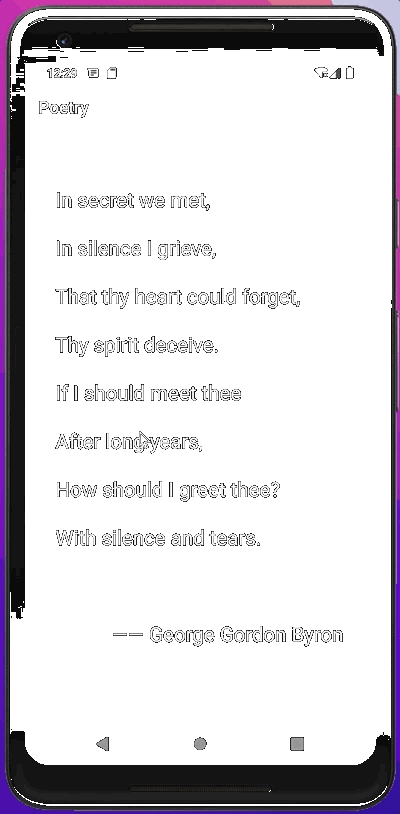 12:29
Poetry
In secret we met,
In silence I grieve,
That thy heart could forget,
Thy spirit deceive.
If I should meet thee
After long years,
How should I greet thee?
With silence and tears.
—— George Gordon Byron